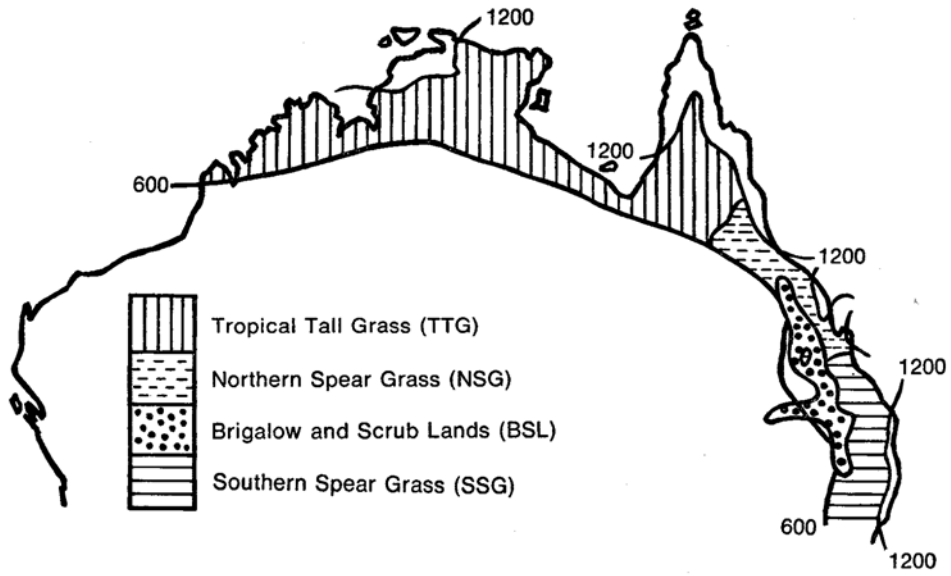 1200
1200
600
1200
Tropical Tall Grass (TTG)
Northern Spear Grass (NSG)
1200
Brigalow and Scrub Lands (BSL)
Southern Spear Grass (SSG)
600
1200